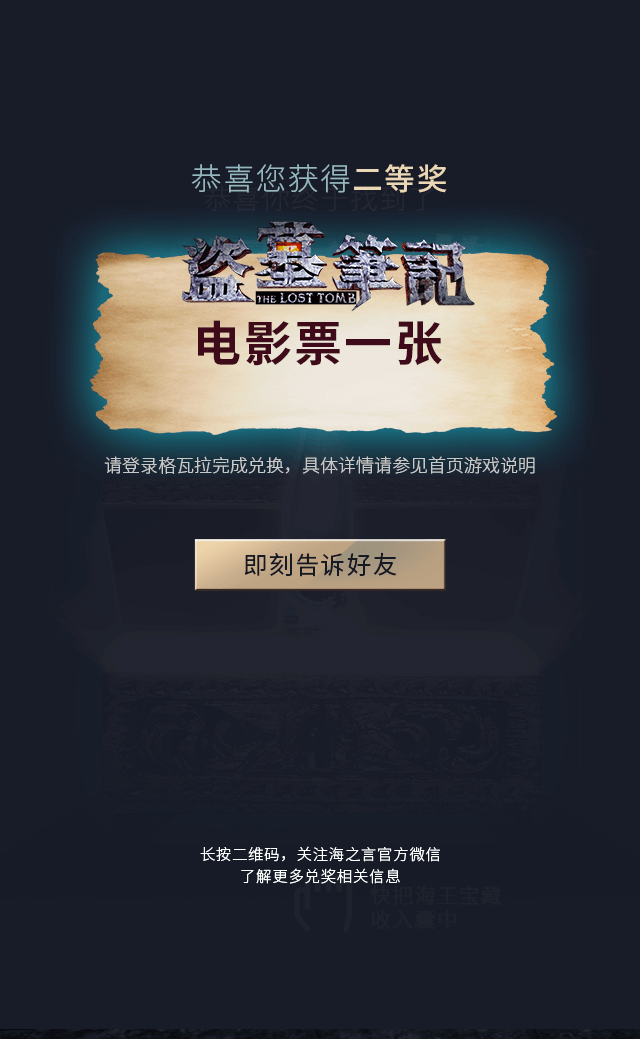 恭喜您获得二等奖
恭喜你终于找到了
盗墓筆記
THE LOST TOMB
电影票一张
请登录格瓦拉完成兑换，具体详情请参见首页游戏说明
即刻告诉好友
长按二维码，关注海之言官方微信
了解更多兑奖相关信息
快把海王宝藏
收入囊中